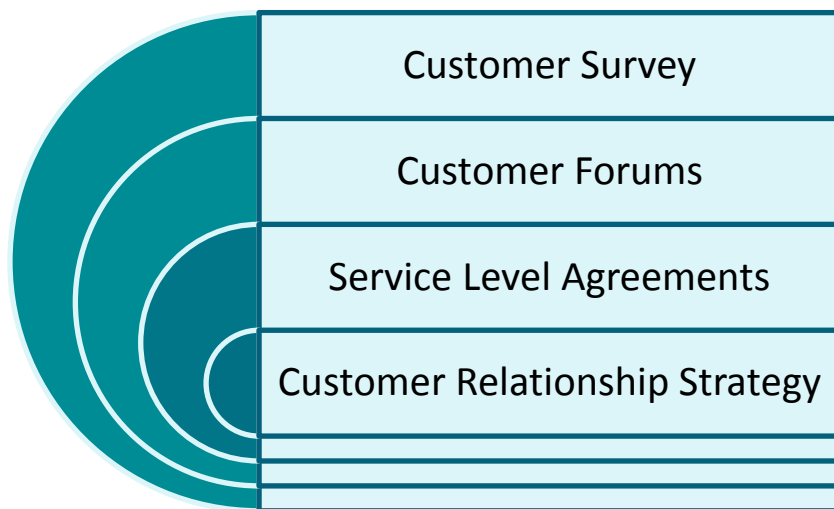 Customer Survey
Customer Forums
Service Level Agreements
Customer Relationship Strategy